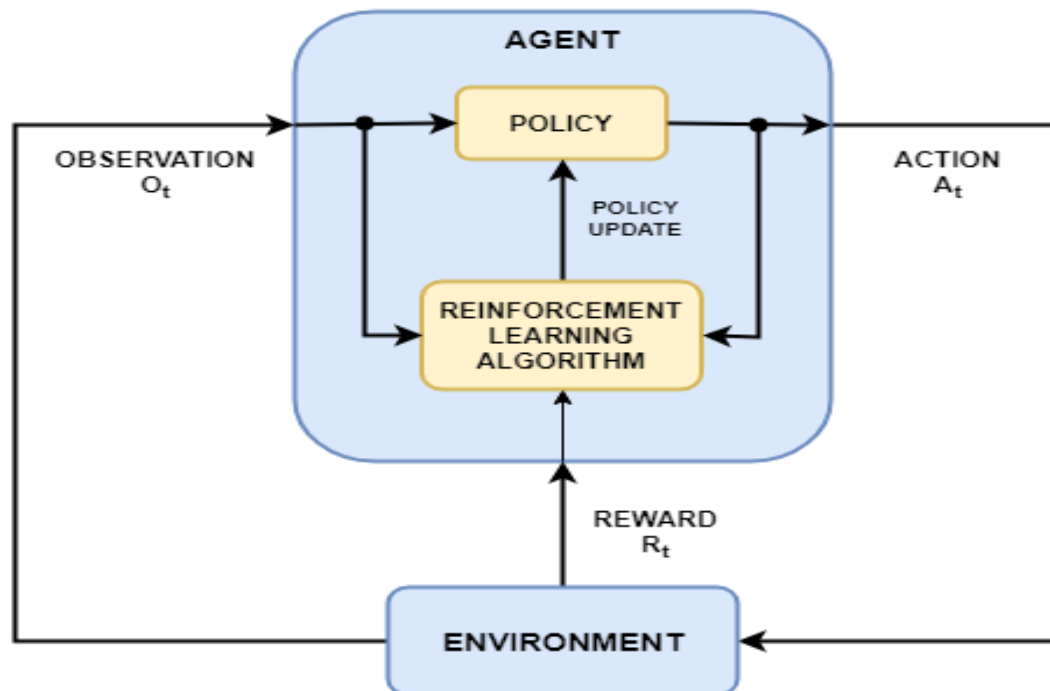 AGENT
POLICY
OBSERVATION
Oₜ
ACTION
Aₜ
POLICY
UPDATE
REINFORCEMENT
LEARNING
ALGORITHM
REWARD
Rₜ
ENVIRONMENT